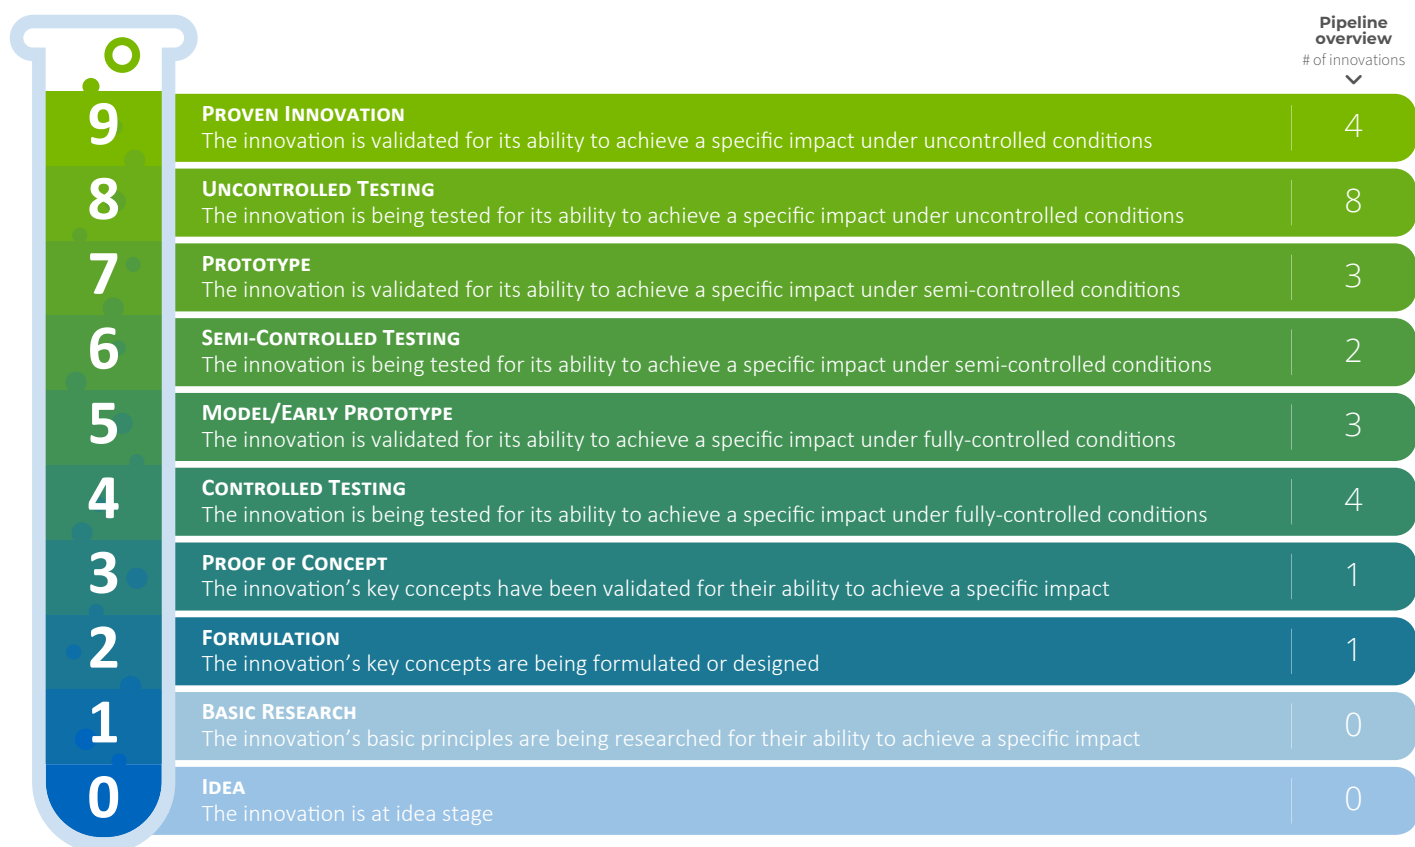 Pipeline
overview
# of innovations
9
PROVEN INNOVATION
The innovation is validated for its ability to achieve a specific impact under uncontrolled conditions
4
8
UNCONTROLLED TESTING
The innovation is being tested for its ability to achieve a specific impact under uncontrolled conditions
8
7
PROTOTYPE
The innovation is validated for its ability to achieve a specific impact under semi-controlled conditions
3
6
SEMI-CONTROLLED TESTING
The innovation is being tested for its ability to achieve a specific impact under semi-controlled conditions
2
5
MODEL/EARLY PROTOTYPE
The innovation is validated for its ability to achieve a specific impact under fully-controlled conditions
3
4
CONTROLLED TESTING
The innovation is being tested for its ability to achieve a specific impact under fully-controlled conditions
4
3
PROOF OF CONCEPT
The innovation’s key concepts have been validated for their ability to achieve a specific impact
1
2
FORMULATION
The innovation’s key concepts are being formulated or designed
1
1
BASIC RESEARCH
The innovation’s basic principles are being researched for their ability to achieve a specific impact
0
0
IDEA
The innovation is at idea stage
0